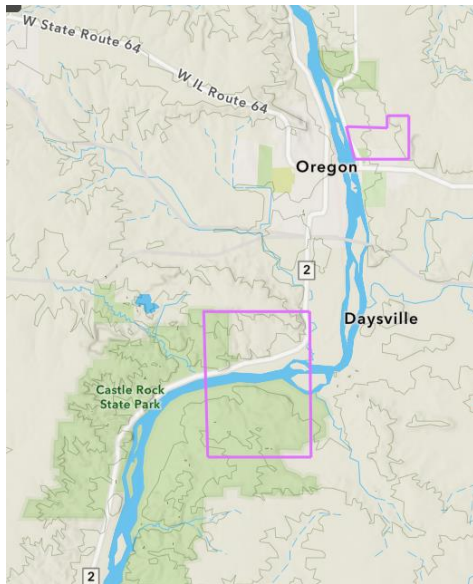 W State Route 64
W IL Route 64
Oregon
2
Daysville
Castle Rock
State Park
2